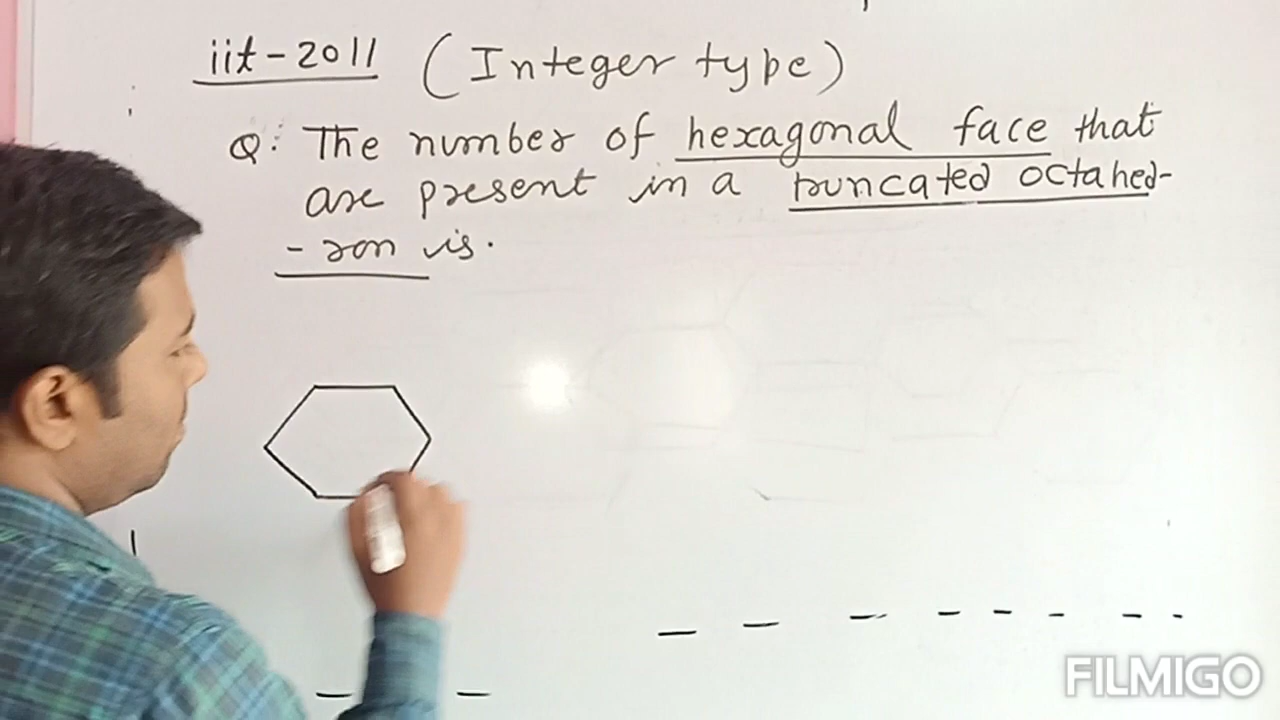 iit-2011 (Integer type)
Q: The number of hexagonal face that
are present in a truncated octahed-
-ron is.
FILMIGO